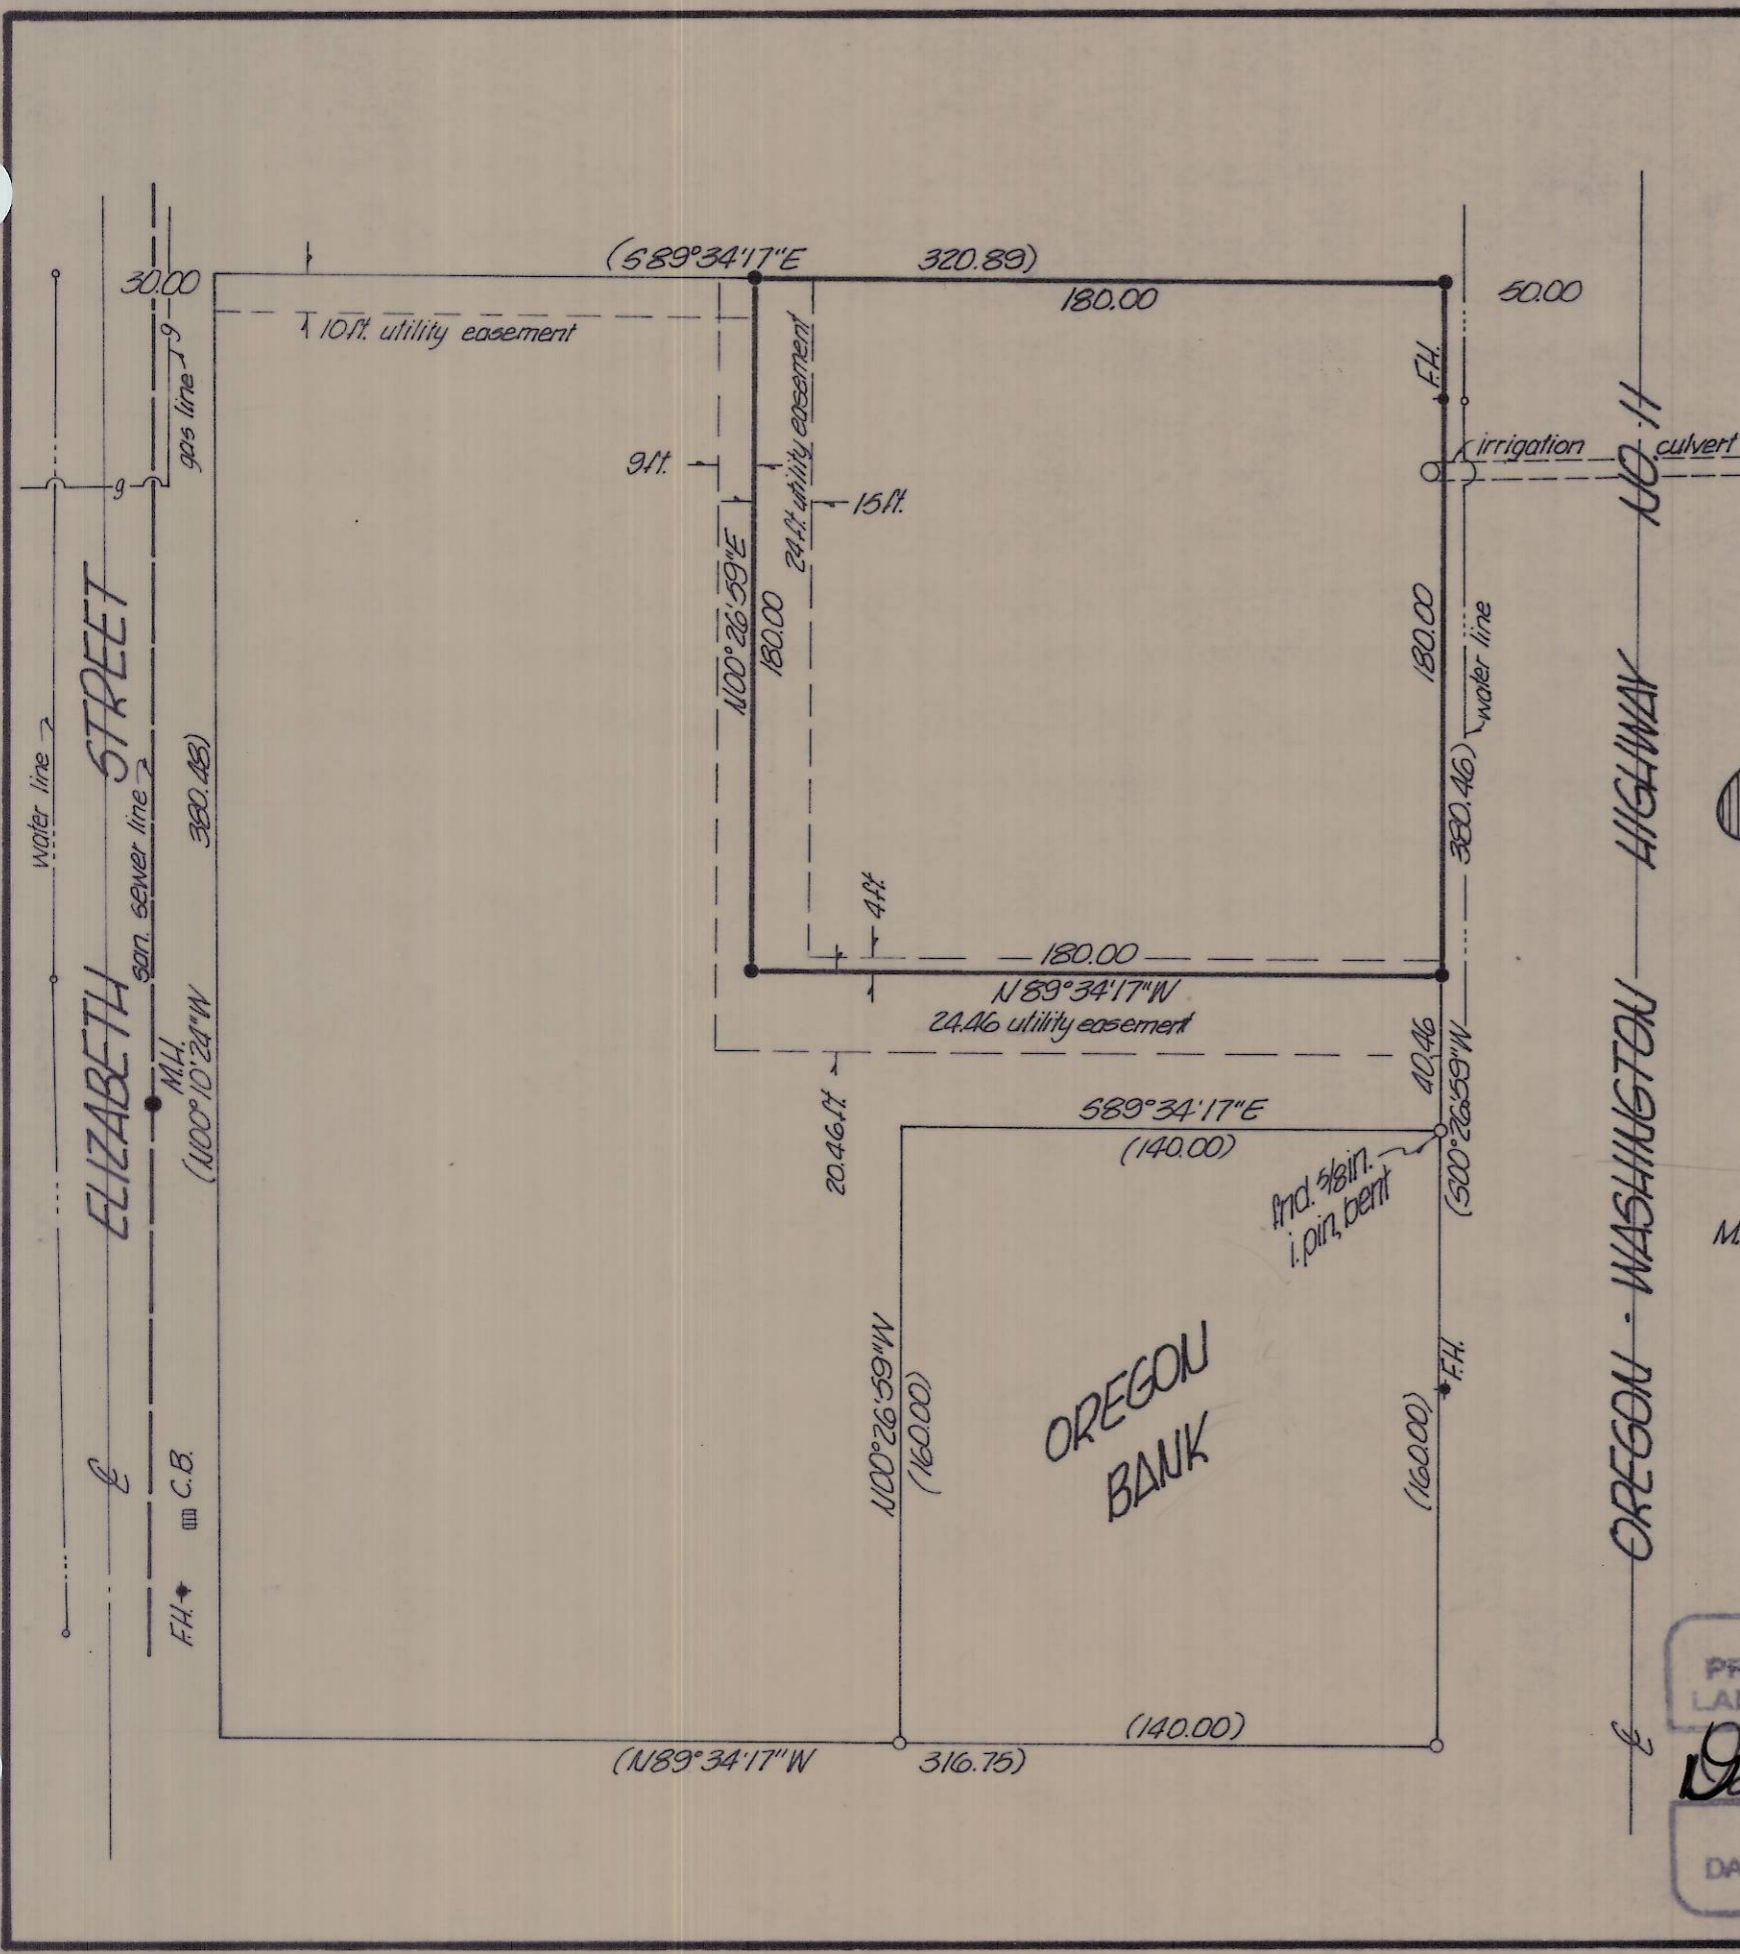 (S89°34'17"E 320.89)
30.00
180.00
50.00
10 ft. utility easement
g
gas line
F.H.
24 ft. utility easement
9 ft.
15 ft.
irrigation culvert
g
N00°26'59"E
180.00
180.00
water line
water line
san. sewer line
380.48)
380.46)
ELIZABETH STREET
OREGON - WASHINGTON HIGHWAY NO. 11
4 ft.
180.00
N89°34'17"W
24.46 utility easement
M.H.
(N00°10'24"W
40.46
(S00°26'59"W
20.46 ft.
S89°34'17"E
(140.00)
fnd. 5/8 in.
i. pin, bent
N00°26'59"W
(160.00)
OREGON
BANK
F.H.
(160.00)
C.B.
F.H.
(140.00)
(N89°34'17"W 316.75)